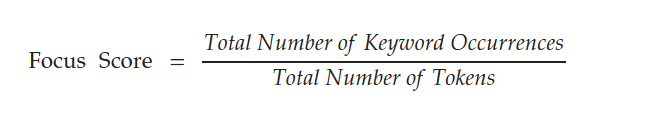 Focus Score = Total Number of Keyword Occurrences
Total Number of Tokens